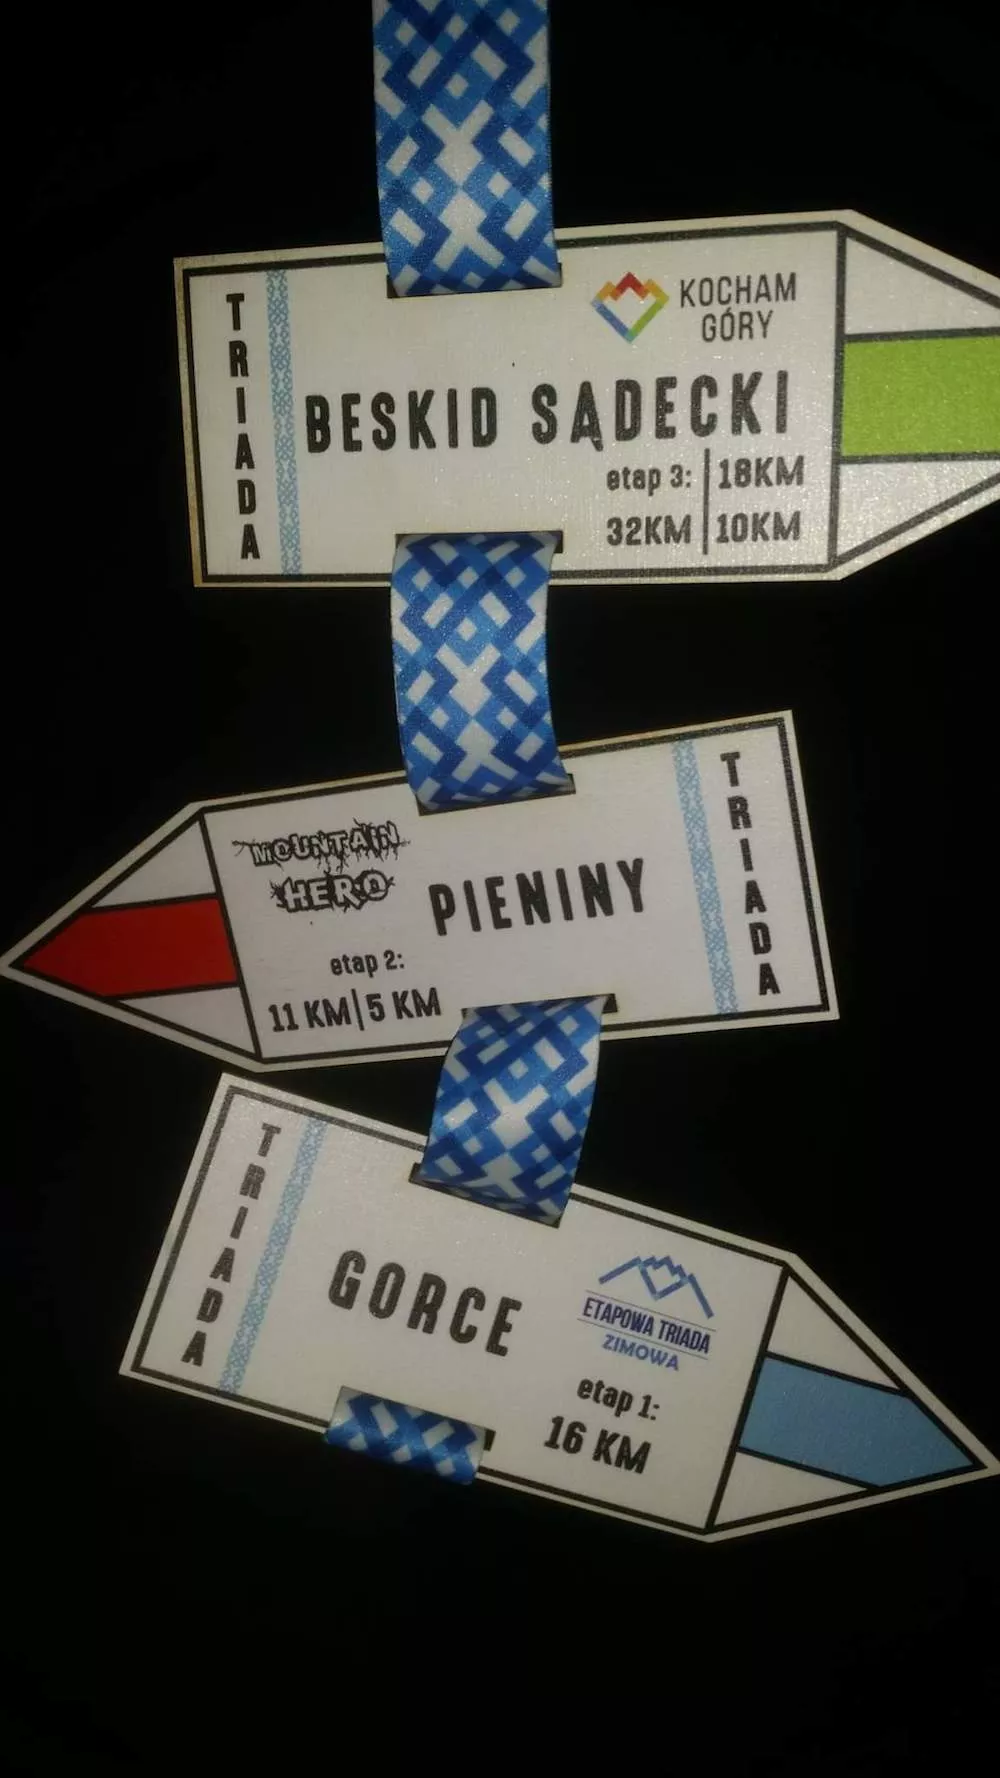 TRIADA
KOCHAM
GÓRY
BESKID SĄDECKI
etap 3: 18KM
32KM 10KM
MOUNTAIN
HERO
PIENINY
etap 2:
11 KM|5 KM
TRIADA
TRIADA
GORCE
ETAPOWA TRIADA
ZIMOWA
etap 1:
16 KM